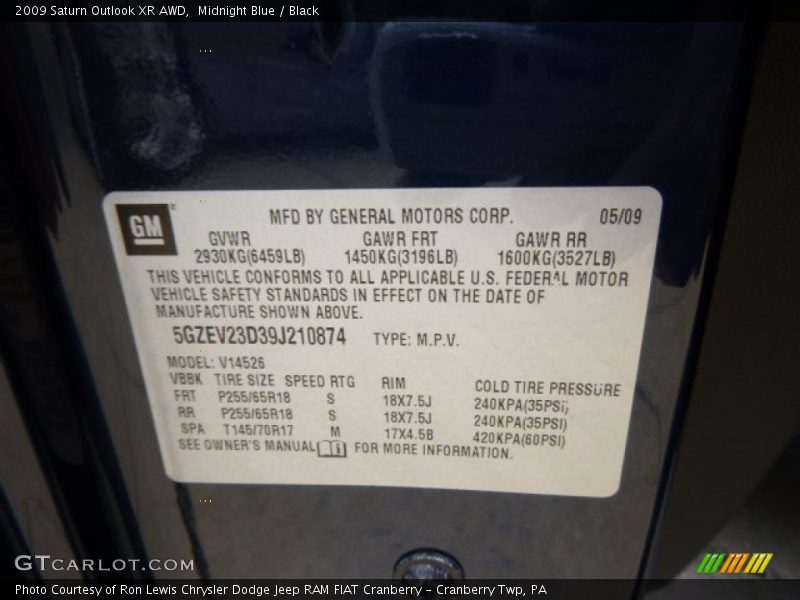 2009 Saturn Outlook XR AWD,  Midnight Blue / Black
GM
MFD BY GENERAL MOTORS CORP. 05/09
GVWR GAWR FRT GAWR RR
2930KG(6459LB) 1450KG(3196LB) 1600KG(3527LB)
THIS VEHICLE CONFORMS TO ALL APPLICABLE U.S. FEDERAL MOTOR
VEHICLE SAFETY STANDARDS IN EFFECT ON THE DATE OF
MANUFACTURE SHOWN ABOVE.
5GZEV23D39J210874 TYPE: M.P.V.
MODEL: V14526
VBBK TIRE SIZE SPEED RTG RIM COLD TIRE PRESSURE
FRT P255/65R18 S 18X7.5J 240KPA(35PSI)
RR P255/65R18 S 18X7.5J 240KPA(35PSI)
SPA T145/70R17 M 17X4.5B 420KPA(60PSI)
SEE OWNER'S MANUAL FOR MORE INFORMATION.
GTCARLOT.COM
Photo Courtesy of Ron Lewis Chrysler Dodge Jeep RAM FIAT Cranberry – Cranberry Twp, PA